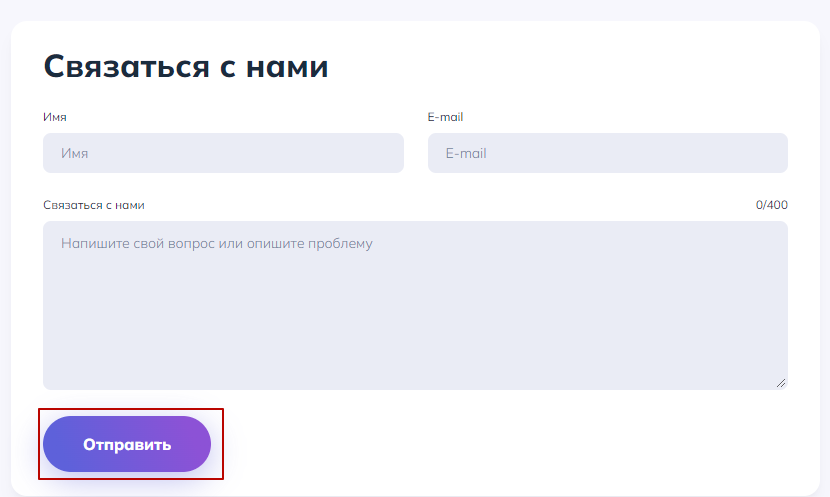 Связаться с нами
Имя
E-mail
Имя
E-mail
Связаться с нами
0/400
Напишите свой вопрос или опишите проблему
Отправить